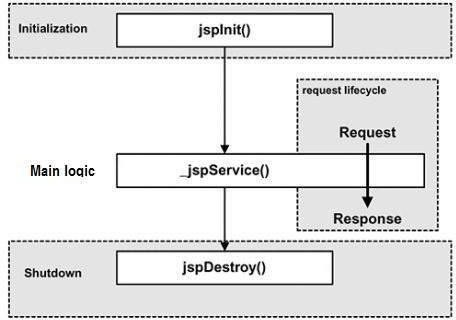 Initialization
jspInit()
request lifecycle
Request
Main logic
_jspService()
Response
Shutdown
jspDestroy()